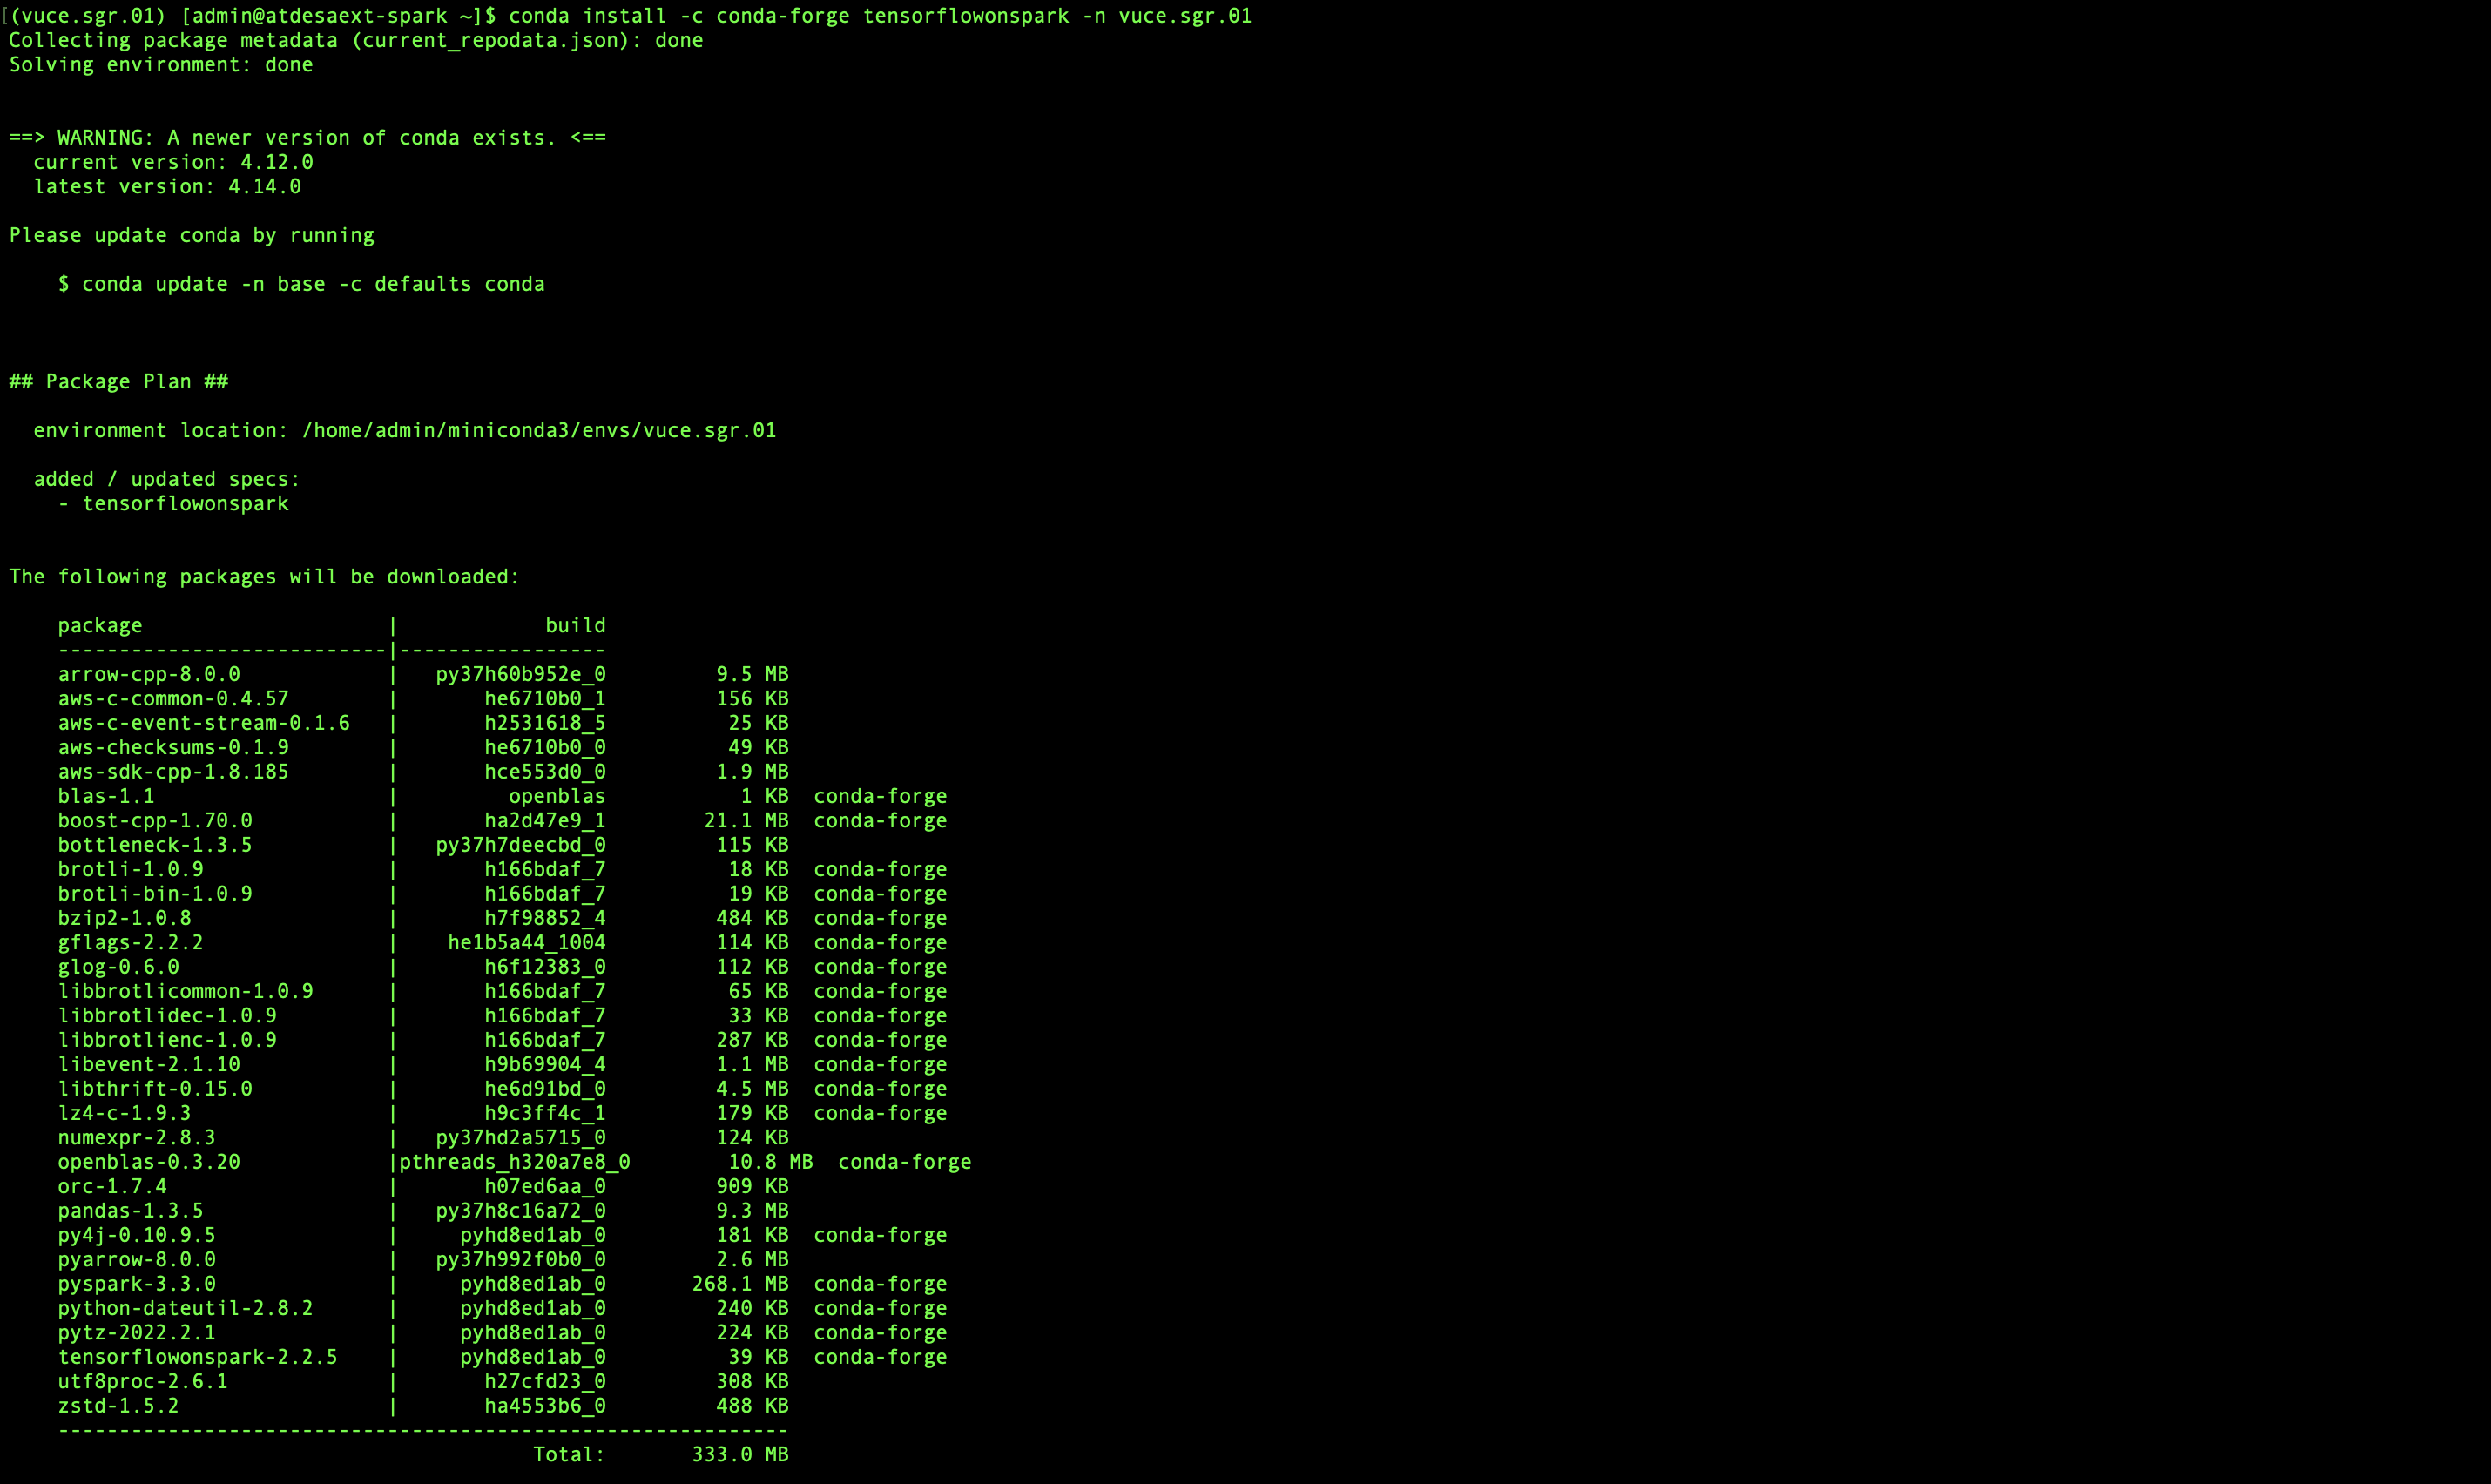 [(vuce.sgr.01) [admin@atdesaext-spark ~]$ conda install -c conda-forge tensorflowonspark -n vuce.sgr.01
Collecting package metadata (current_repodata.json): done
Solving environment: done
==> WARNING: A newer version of conda exists. <==
  current version: 4.12.0
  latest version: 4.14.0
Please update conda by running
    $ conda update -n base -c defaults conda
## Package Plan ##
  environment location: /home/admin/miniconda3/envs/vuce.sgr.01
  added / updated specs:
    - tensorflowonspark
The following packages will be downloaded:
    package                    |            build
    ---------------------------|-----------------
    arrow-cpp-8.0.0            |   py37h60b952e_0         9.5 MB
    aws-c-common-0.4.57        |       he6710b0_1         156 KB
    aws-c-event-stream-0.1.6   |       h2531618_5          25 KB
    aws-checksums-0.1.9        |       he6710b0_0          49 KB
    aws-sdk-cpp-1.8.185        |       hce553d0_0         1.9 MB
    blas-1.1                   |         openblas           1 KB  conda-forge
    boost-cpp-1.70.0           |       ha2d47e9_1        21.1 MB  conda-forge
    bottleneck-1.3.5           |   py37h7deecbd_0         115 KB
    brotli-1.0.9               |       h166bdaf_7          18 KB  conda-forge
    brotli-bin-1.0.9           |       h166bdaf_7          19 KB  conda-forge
    bzip2-1.0.8                |       h7f98852_4         484 KB  conda-forge
    gflags-2.2.2               |    he1b5a44_1004         114 KB  conda-forge
    glog-0.6.0                 |       h6f12383_0         112 KB  conda-forge
    libbrotlicommon-1.0.9      |       h166bdaf_7          65 KB  conda-forge
    libbrotlidec-1.0.9         |       h166bdaf_7          33 KB  conda-forge
    libbrotlienc-1.0.9         |       h166bdaf_7         287 KB  conda-forge
    libevent-2.1.10            |       h9b69904_4         1.1 MB  conda-forge
    libthrift-0.15.0           |       he6d91bd_0         4.5 MB  conda-forge
    lz4-c-1.9.3                |       h9c3ff4c_1         179 KB  conda-forge
    numexpr-2.8.3              |   py37hd2a5715_0         124 KB
    openblas-0.3.20            |pthreads_h320a7e8_0        10.8 MB  conda-forge
    orc-1.7.4                  |       h07ed6aa_0         909 KB
    pandas-1.3.5               |   py37h8c16a72_0         9.3 MB
    py4j-0.10.9.5              |     pyhd8ed1ab_0         181 KB  conda-forge
    pyarrow-8.0.0              |   py37h992f0b0_0         2.6 MB
    pyspark-3.3.0              |     pyhd8ed1ab_0       268.1 MB  conda-forge
    python-dateutil-2.8.2      |     pyhd8ed1ab_0         240 KB  conda-forge
    pytz-2022.2.1              |     pyhd8ed1ab_0         224 KB  conda-forge
    tensorflowonspark-2.2.5    |     pyhd8ed1ab_0          39 KB  conda-forge
    utf8proc-2.6.1             |       h27cfd23_0         308 KB
    zstd-1.5.2                 |       ha4553b6_0         488 KB
    ------------------------------------------------------------
                                           Total:       333.0 MB